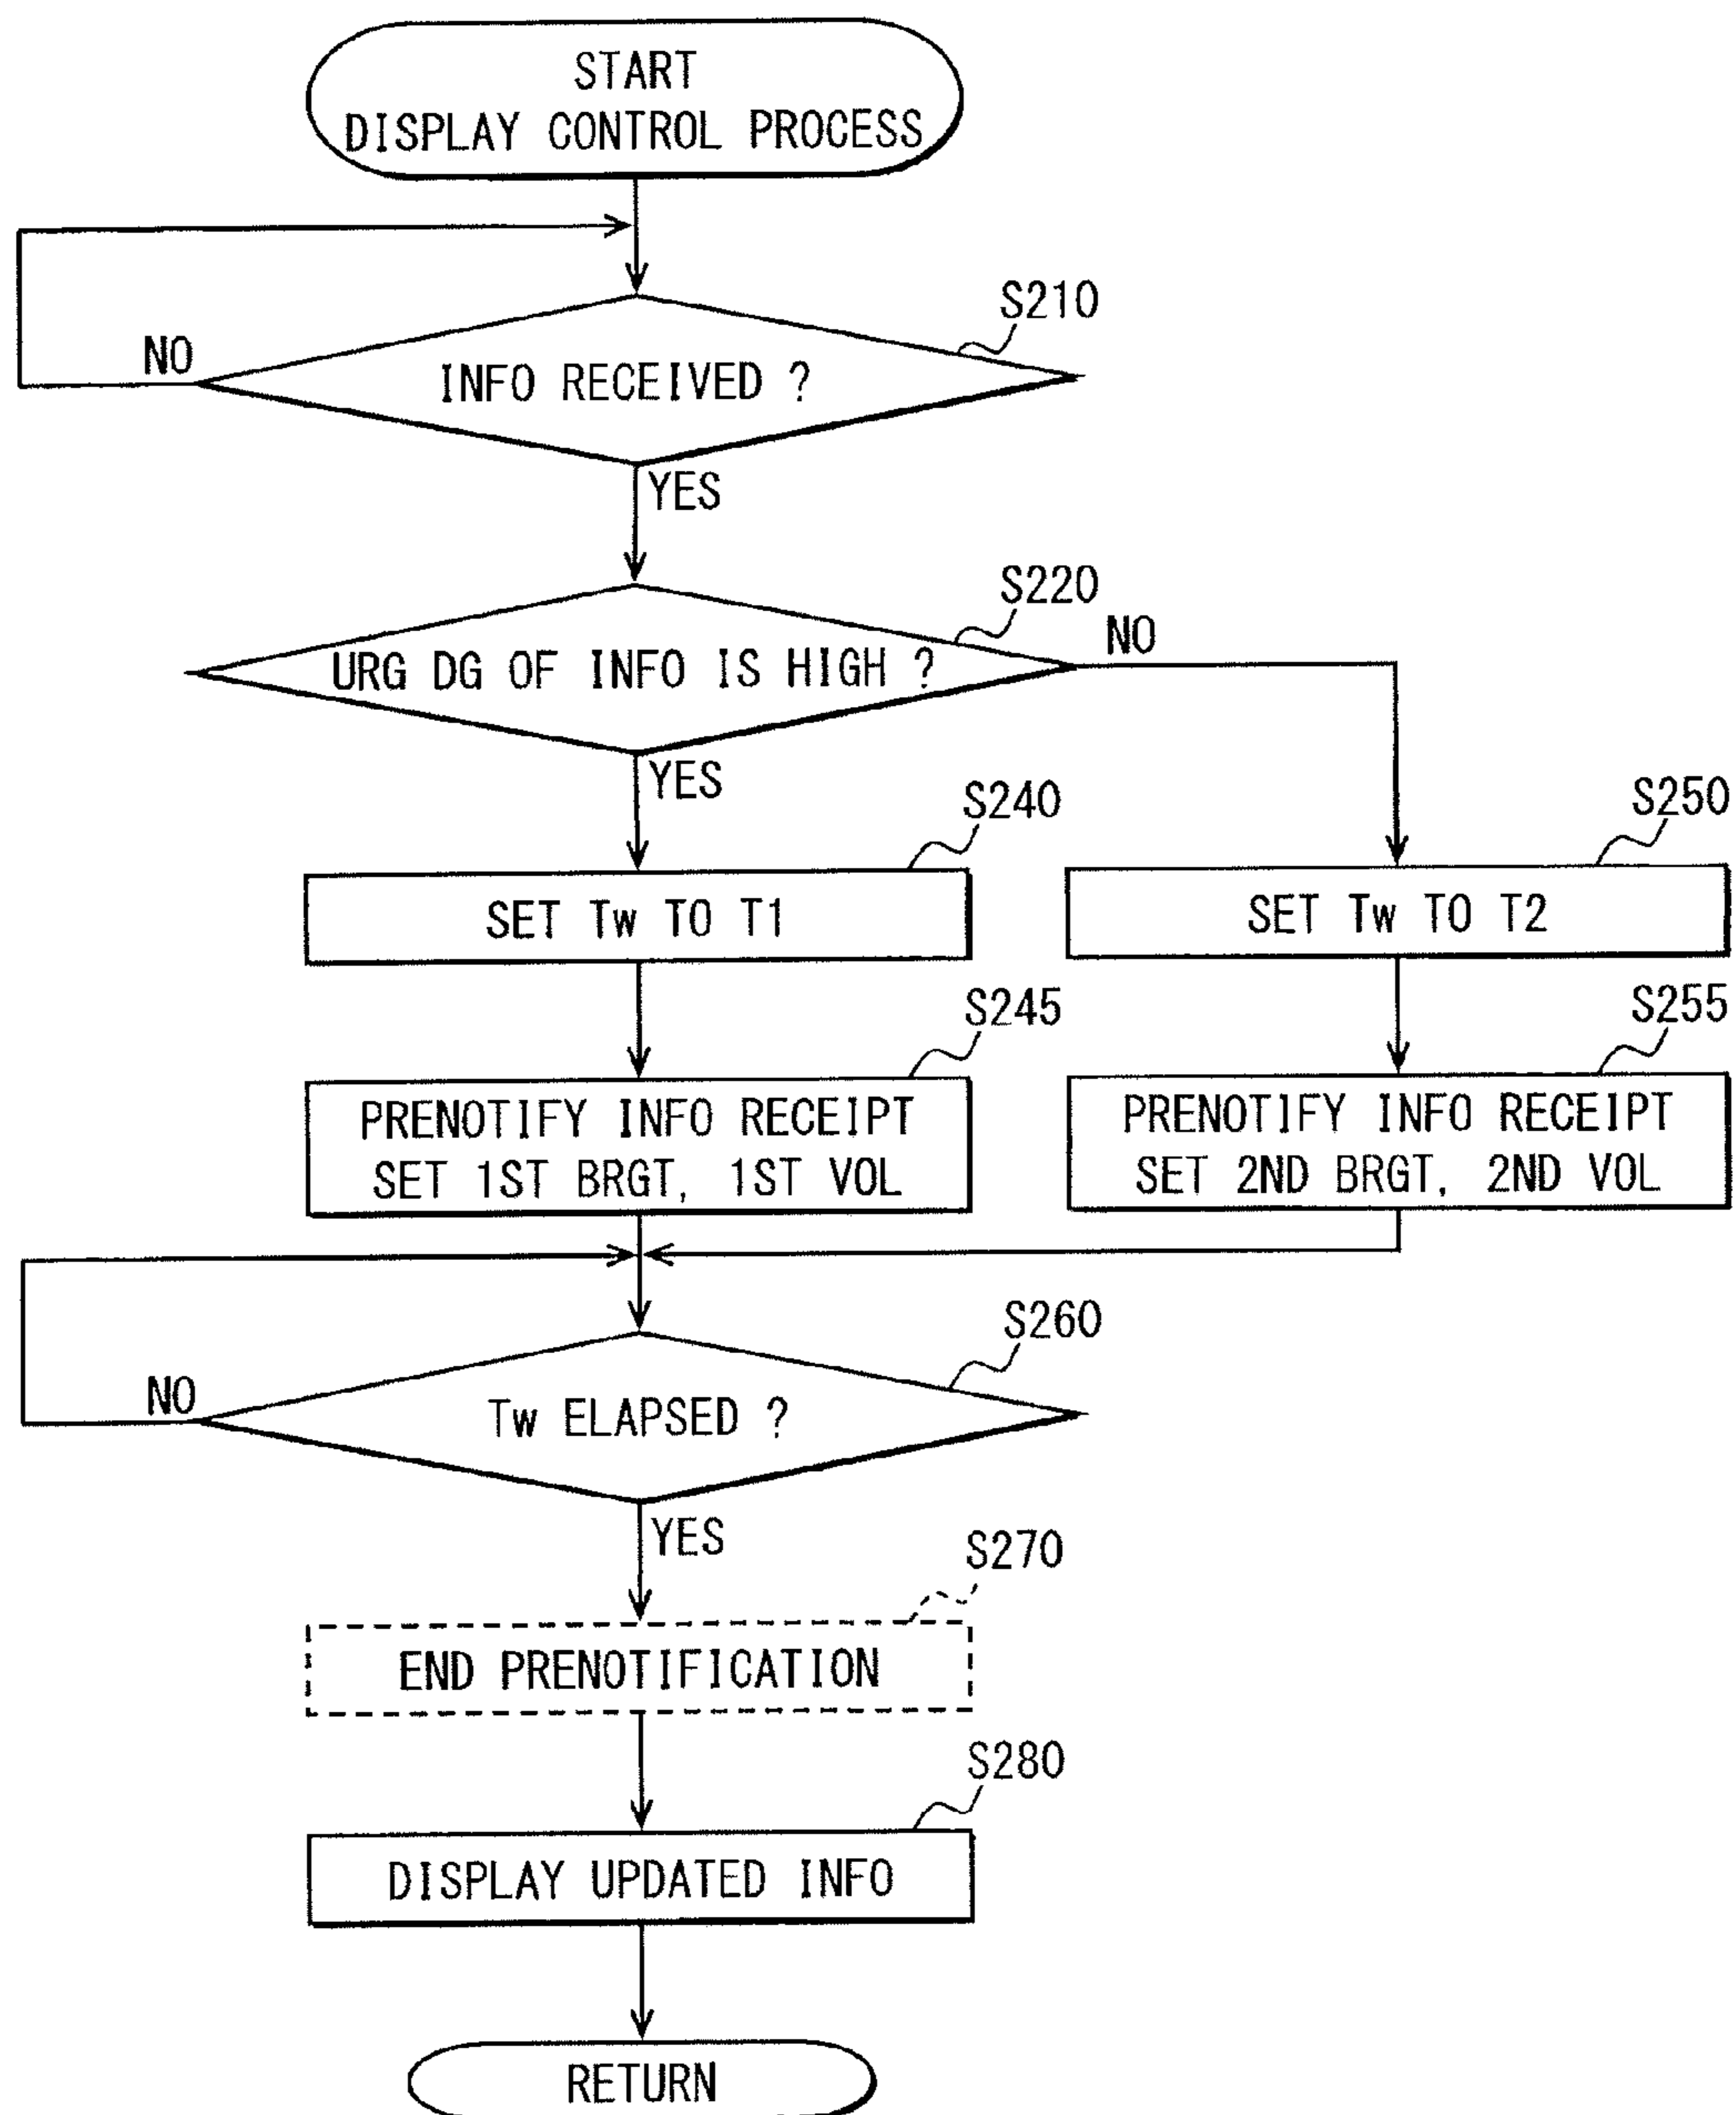 START
DISPLAY CONTROL PROCESS
S210
NO
INFO RECEIVED ?
YES
S220
NO
URG DG OF INFO IS HIGH ?
YES
S240
S250
SET Tw TO T1
SET Tw TO T2
S245
S255
PRENOTIFY INFO RECEIPT
SET 1ST BRGT, 1ST VOL
PRENOTIFY INFO RECEIPT
SET 2ND BRGT, 2ND VOL
S260
NO
Tw ELAPSED ?
YES
S270
END PRENOTIFICATION
S280
DISPLAY UPDATED INFO
RETURN